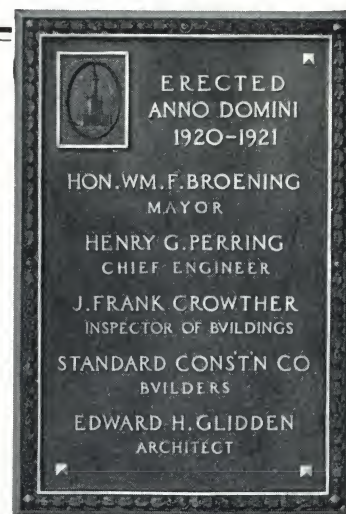 ERECTED
ANNO DOMINI
1920–1921
HON.WM.F.BROENING
MAYOR
HENRY G.PERRING
CHIEF ENGINEER
J.FRANK CROWTHER
INSPECTOR OF BVILDINGS
STANDARD CONST'N CO
BVILDERS
EDWARD H.GLIDDEN
ARCHITECT